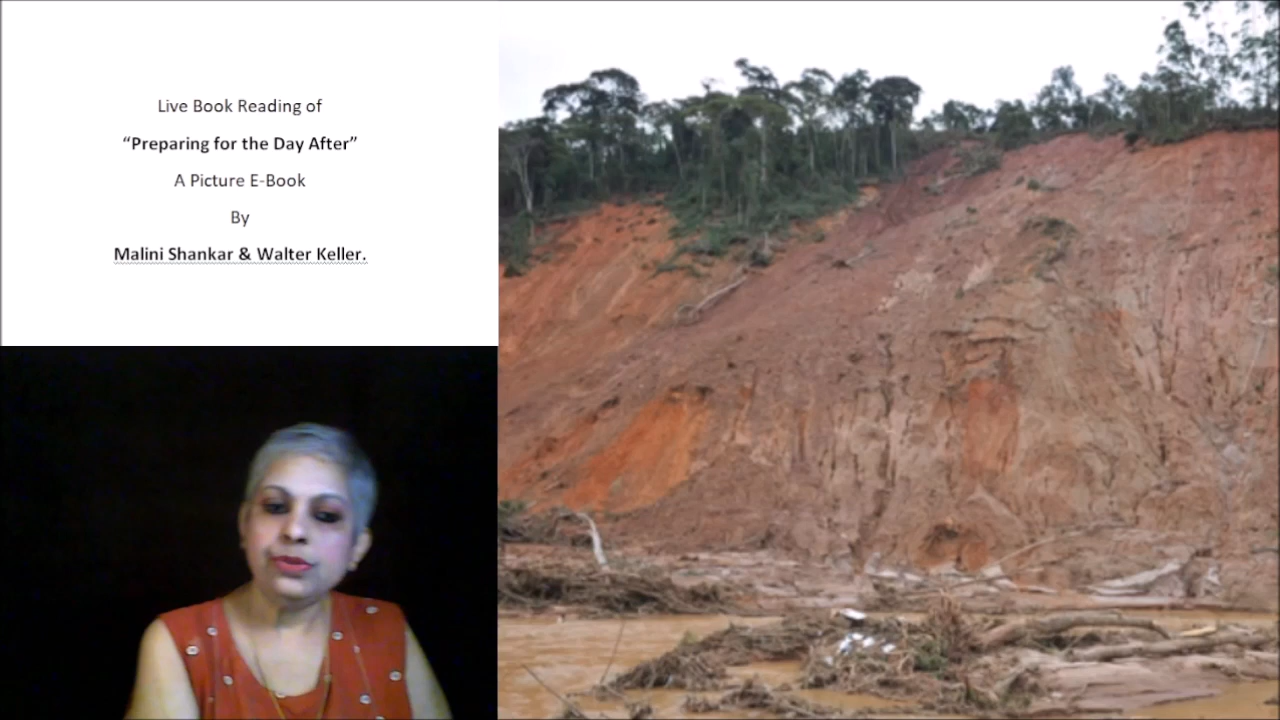 Live Book Reading of
“Preparing for the Day After”
A Picture E-Book
By
Malini Shankar & Walter Keller.